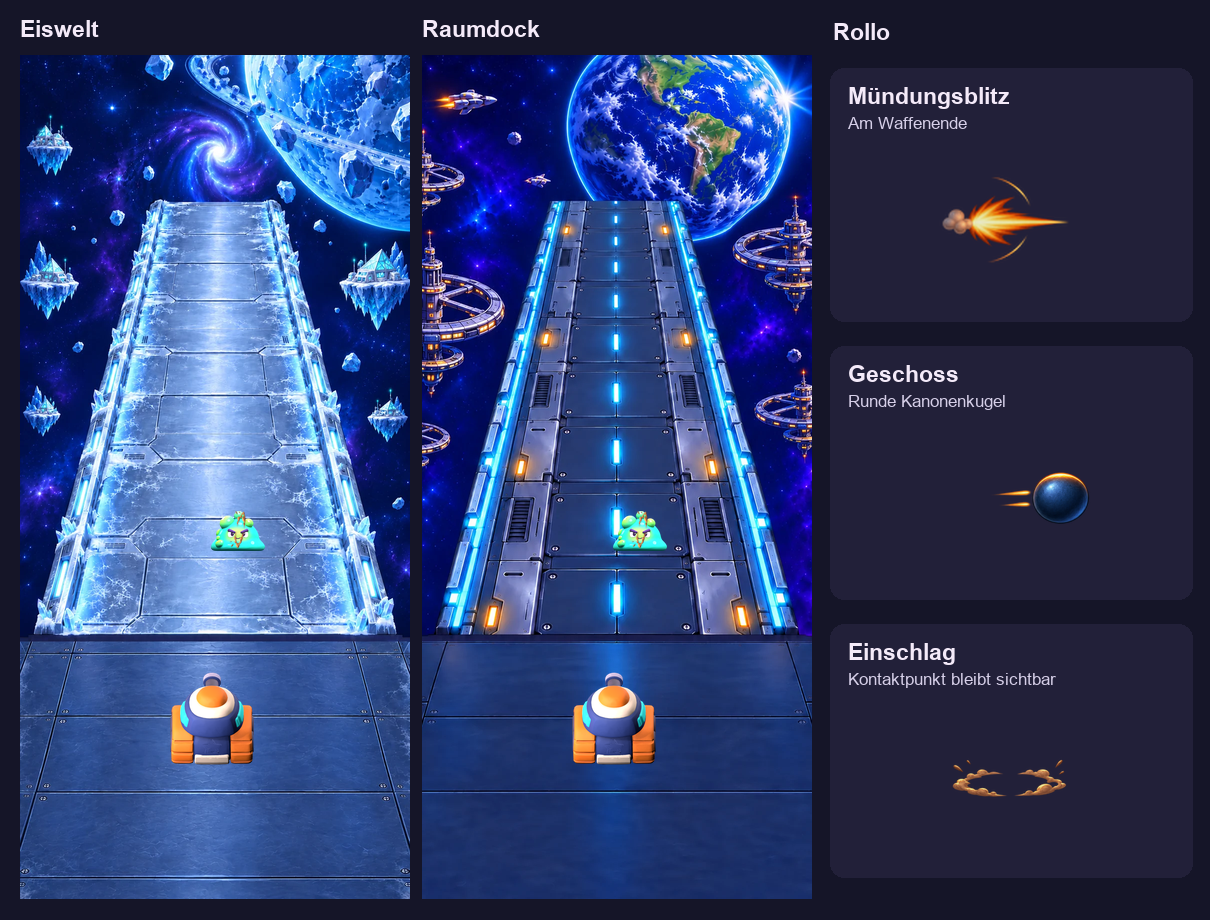 Eiswelt
Raumdock
Rollo
Mündungsblitz
Am Waffenende
Geschoss
Runde Kanonenkugel
Einschlag
Kontaktpunkt bleibt sichtbar